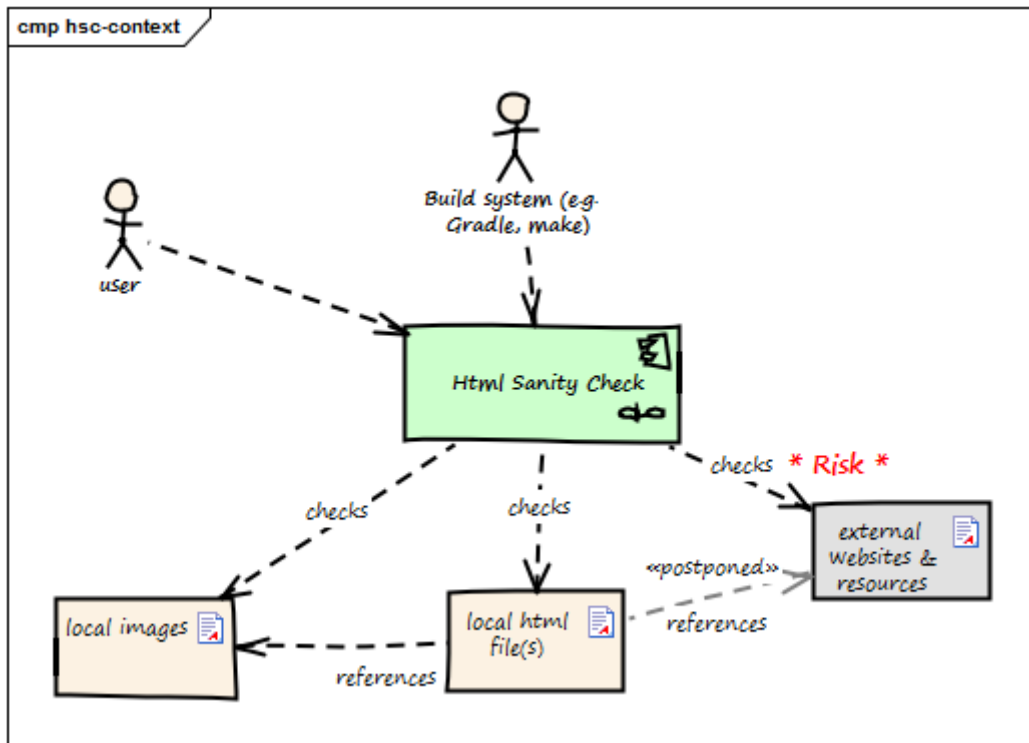 cmp hsc-context
Build system (e.g.
Gradle, make)
user
Html Sanity Check
checks
* Risk *
checks
checks
external
Websites &
resources
«postponed»
local images
local html
file(s)
references
references